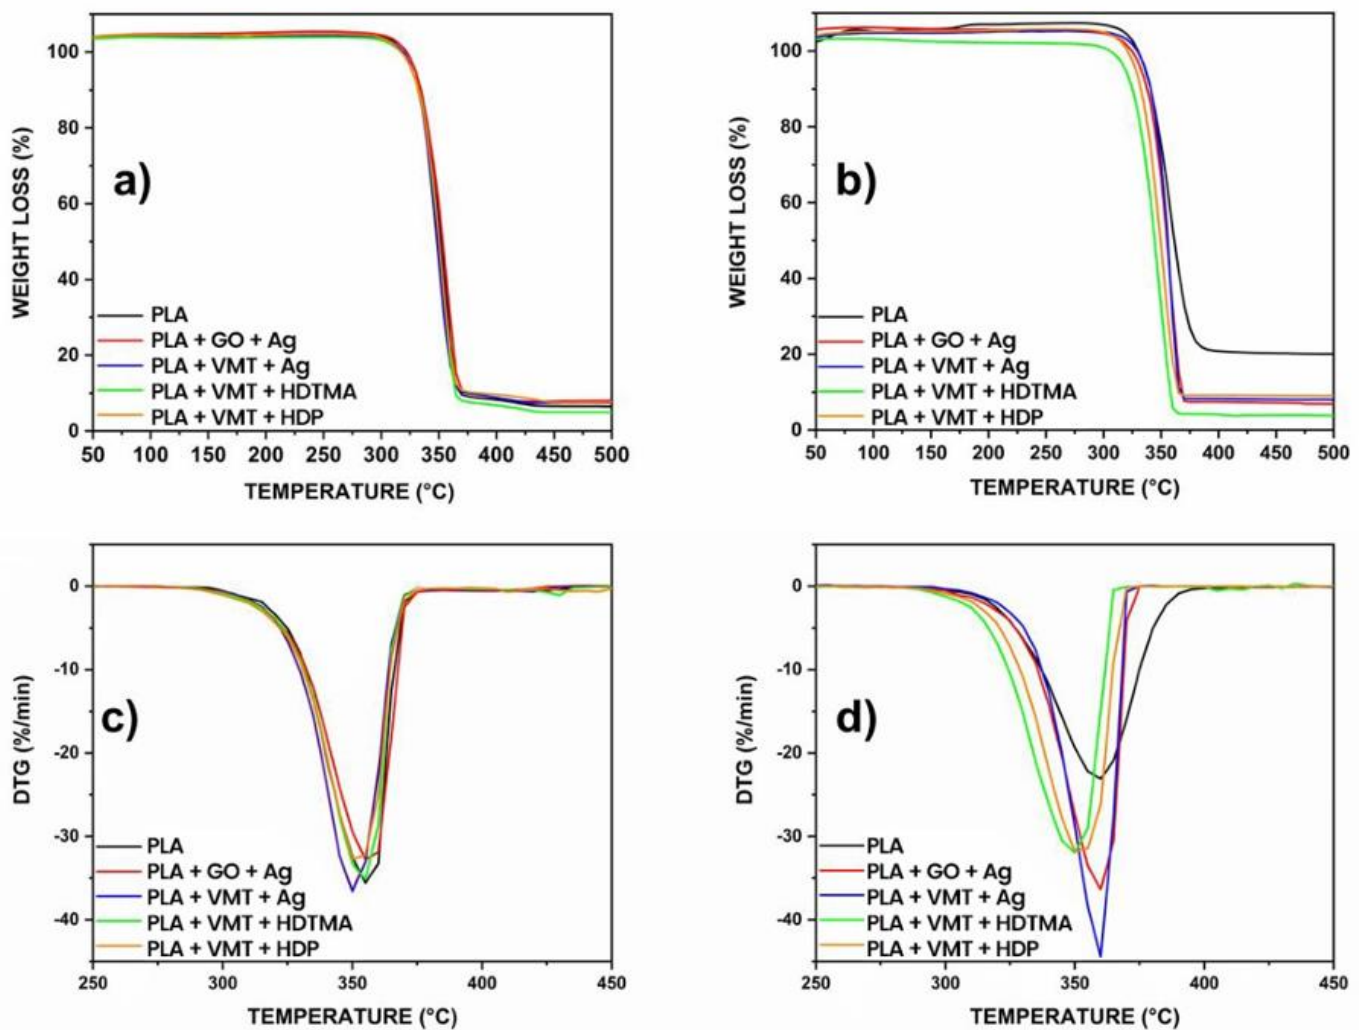 100
80
60
40
20
0
WEIGHT LOSS (%)
a)
PLA
PLA + GO + Ag
PLA + VMT + Ag
PLA + VMT + HDTMA
PLA + VMT + HDP
50 100 150 200 250 300 350 400 450 500
TEMPERATURE (°C)
100
80
60
40
20
0
WEIGHT LOSS (%)
b)
PLA
PLA + GO + Ag
PLA + VMT + Ag
PLA + VMT + HDTMA
PLA + VMT + HDP
50 100 150 200 250 300 350 400 450 500
TEMPERATURE (°C)
0
-10
-20
-30
-40
DTG (%/min)
c)
PLA
PLA + GO + Ag
PLA + VMT + Ag
PLA + VMT + HDTMA
PLA + VMT + HDP
250 300 350 400 450
TEMPERATURE (°C)
0
-10
-20
-30
-40
DTG (%/min)
d)
PLA
PLA + GO + Ag
PLA + VMT + Ag
PLA + VMT + HDTMA
PLA + VMT + HDP
250 300 350 400 450
TEMPERATURE (°C)